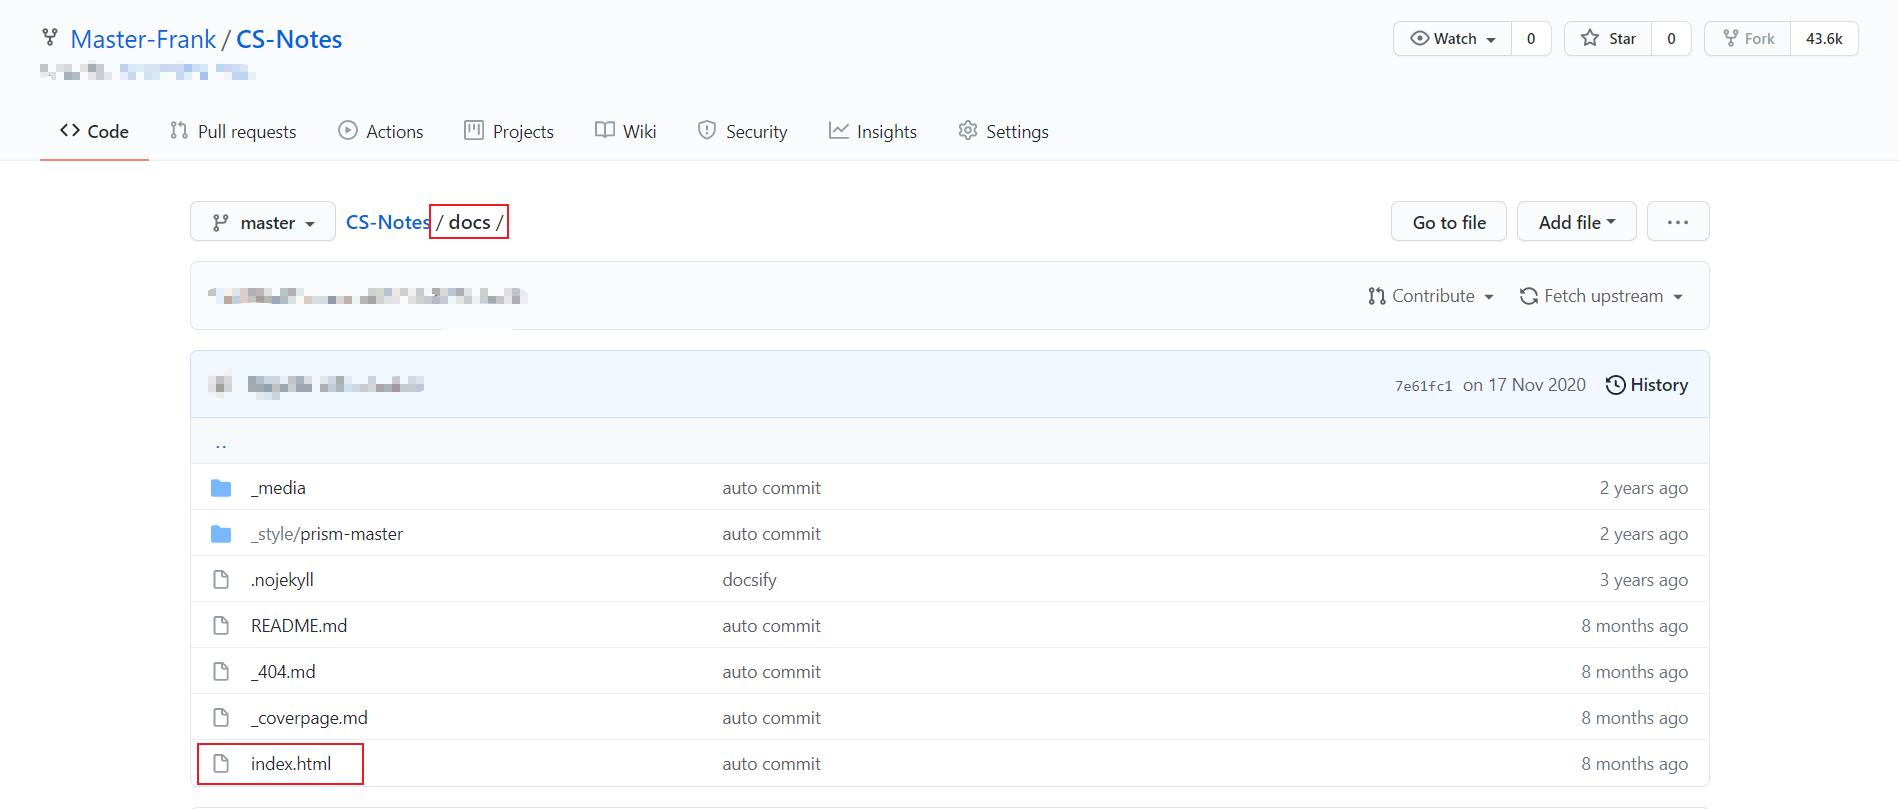 Master-Frank / CS-Notes
Watch 0 Star 0 Fork 43.6k
Code Pull requests Actions Projects Wiki Security Insights Settings
master CS-Notes / docs / Go to file Add file ...
Contribute Fetch upstream
7e61fc1 on 17 Nov 2020 History
..
_media auto commit 2 years ago
_style/prism-master auto commit 2 years ago
.nojekyll docsify 3 years ago
README.md auto commit 8 months ago
_404.md auto commit 8 months ago
_coverpage.md auto commit 8 months ago
index.html auto commit 8 months ago